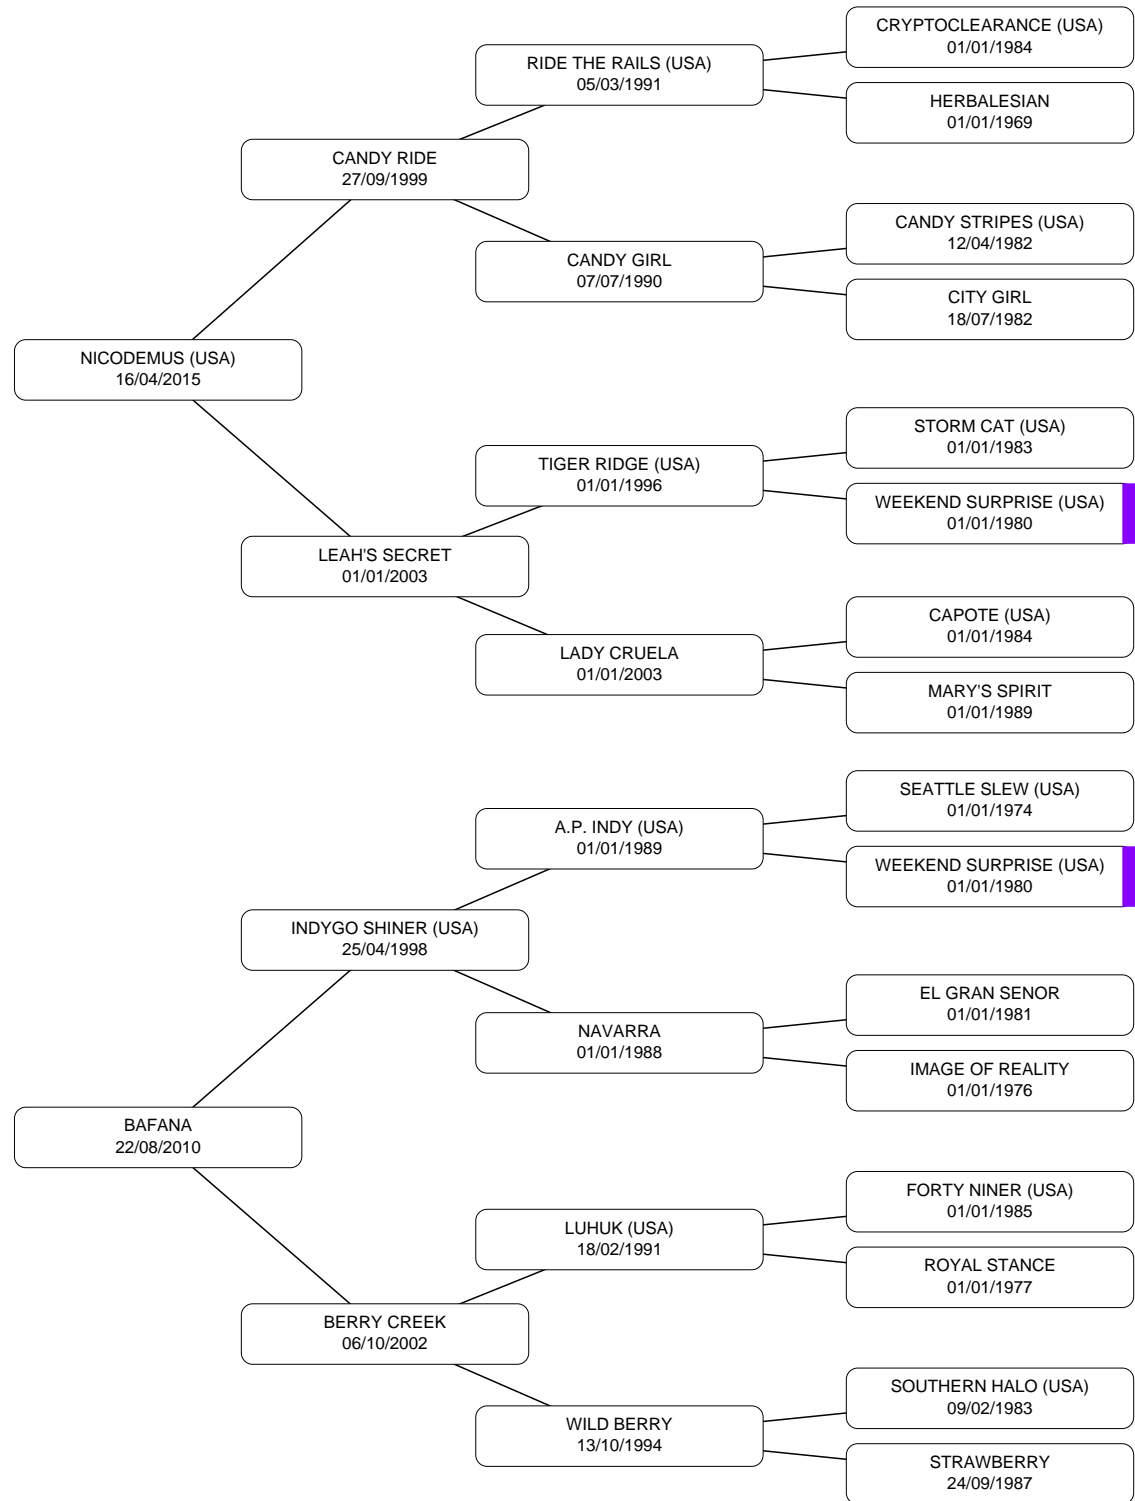 CRYPTOCLEARANCE (USA)
01/01/1984
RIDE THE RAILS (USA)
05/03/1991
HERBALESIAN
01/01/1969
CANDY RIDE
27/09/1999
CANDY STRIPES (USA)
12/04/1982
CANDY GIRL
07/07/1990
CITY GIRL
18/07/1982
NICODEMUS (USA)
16/04/2015
STORM CAT (USA)
01/01/1983
TIGER RIDGE (USA)
01/01/1996
WEEKEND SURPRISE (USA)
01/01/1980
LEAH'S SECRET
01/01/2003
CAPOTE (USA)
01/01/1984
LADY CRUELA
01/01/2003
MARY'S SPIRIT
01/01/1989
SEATTLE SLEW (USA)
01/01/1974
A.P. INDY (USA)
01/01/1989
WEEKEND SURPRISE (USA)
01/01/1980
INDYGO SHINER (USA)
25/04/1998
EL GRAN SENOR
01/01/1981
NAVARRA
01/01/1988
IMAGE OF REALITY
01/01/1976
BAFANA
22/08/2010
FORTY NINER (USA)
01/01/1985
LUHUK (USA)
18/02/1991
ROYAL STANCE
01/01/1977
BERRY CREEK
06/10/2002
SOUTHERN HALO (USA)
09/02/1983
WILD BERRY
13/10/1994
STRAWBERRY
24/09/1987